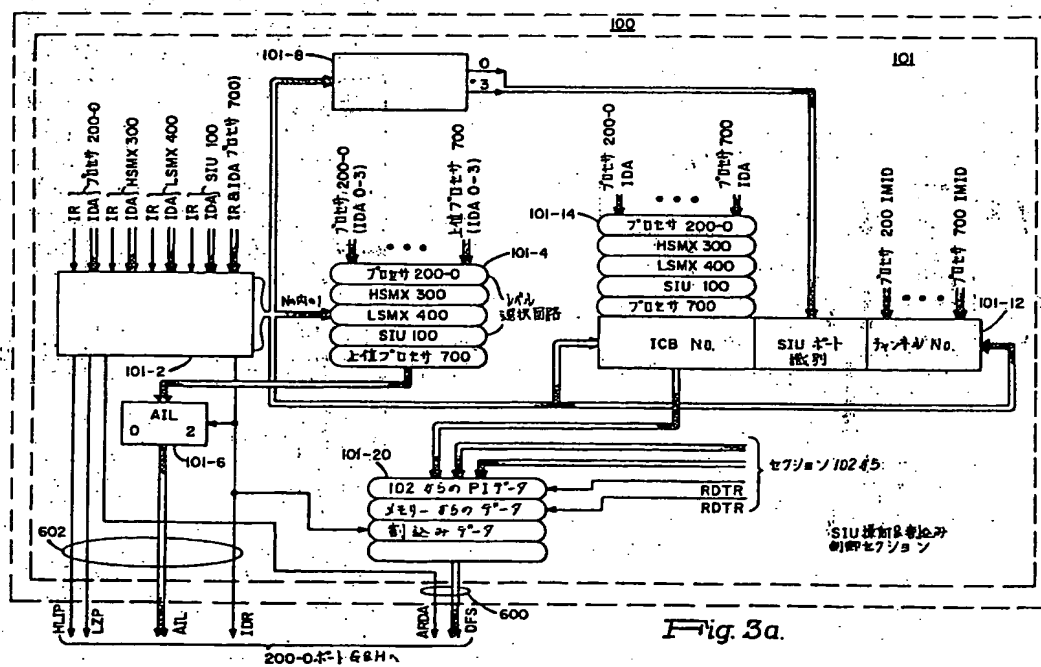 100
101
101-8
0
3
IR
IDA プロセサ 200-0
IR
IDA HSMX 300
IR
IDA LSMX 400
IR
IDA SIU 100
IR & IDA プロセサ 700
プロセサ 200-0
(IDA 0-3)
上位プロセサ 700
(IDA 0-3)
プロセサ 200-0
IDA
プロセサ 700
IDA
プロセサ 200 IMID
プロセサ 700 IMID
101-14
プロセサ 200-0
HSMX 300
LSMX 400
SIU 100
プロセサ 700
101-4
プロセサ 200-0
HSMX 300
LSMX 400
SIU 100
上位プロセサ 700
レベル
選択回路
101-12
ICB No.
SIU ポート
識別
チャンネル No.
101-2
AIL
0 2
101-6
101-20
102 からの PI データ
メモリー からの データ
割込み データ
RDTR
RDTR
セクション 102 から
SIU
制御セクション
602
600
HLIP
LZP
AIL
IDR
ARDA
DFS
200-0 ポート G&H へ
Fig. 3a.